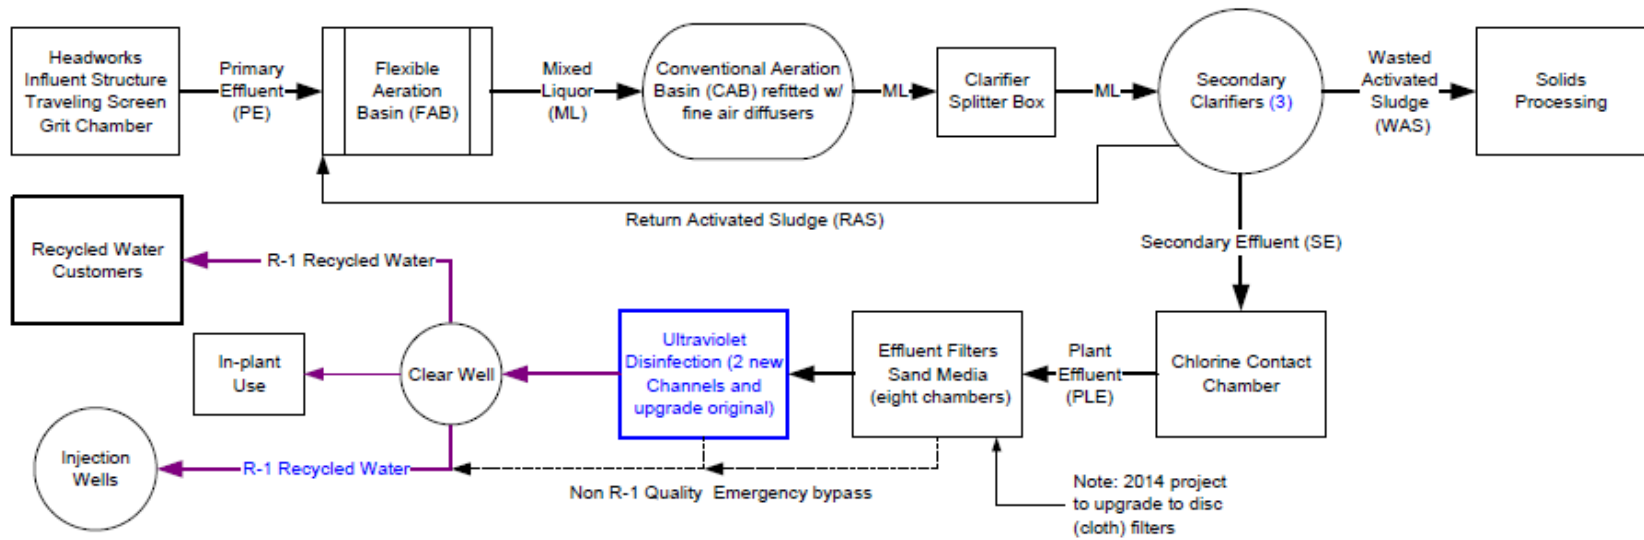 Headworks
Influent Structure
Traveling Screen
Grit Chamber
Primary
Effluent
(PE)
Flexible
Aeration
Basin (FAB)
Mixed
Liquor
(ML)
Conventional Aeration
Basin (CAB) refitted w/
fine air diffusers
ML
Clarifier
Splitter Box
ML
Secondary
Clarifiers (3)
Wasted
Activated
Sludge
(WAS)
Solids
Processing
Return Activated Sludge (RAS)
Secondary Effluent (SE)
Recycled Water
Customers
R-1 Recycled Water
In-plant
Use
Clear Well
Ultraviolet
Disinfection (2 new
Channels and
upgrade original)
Effluent Filters
Sand Media
(eight chambers)
Plant
Effluent
(PLE)
Chlorine Contact
Chamber
Injection
Wells
R-1 Recycled Water
Non R-1 Quality Emergency bypass
Note: 2014 project
to upgrade to disc
(cloth) filters